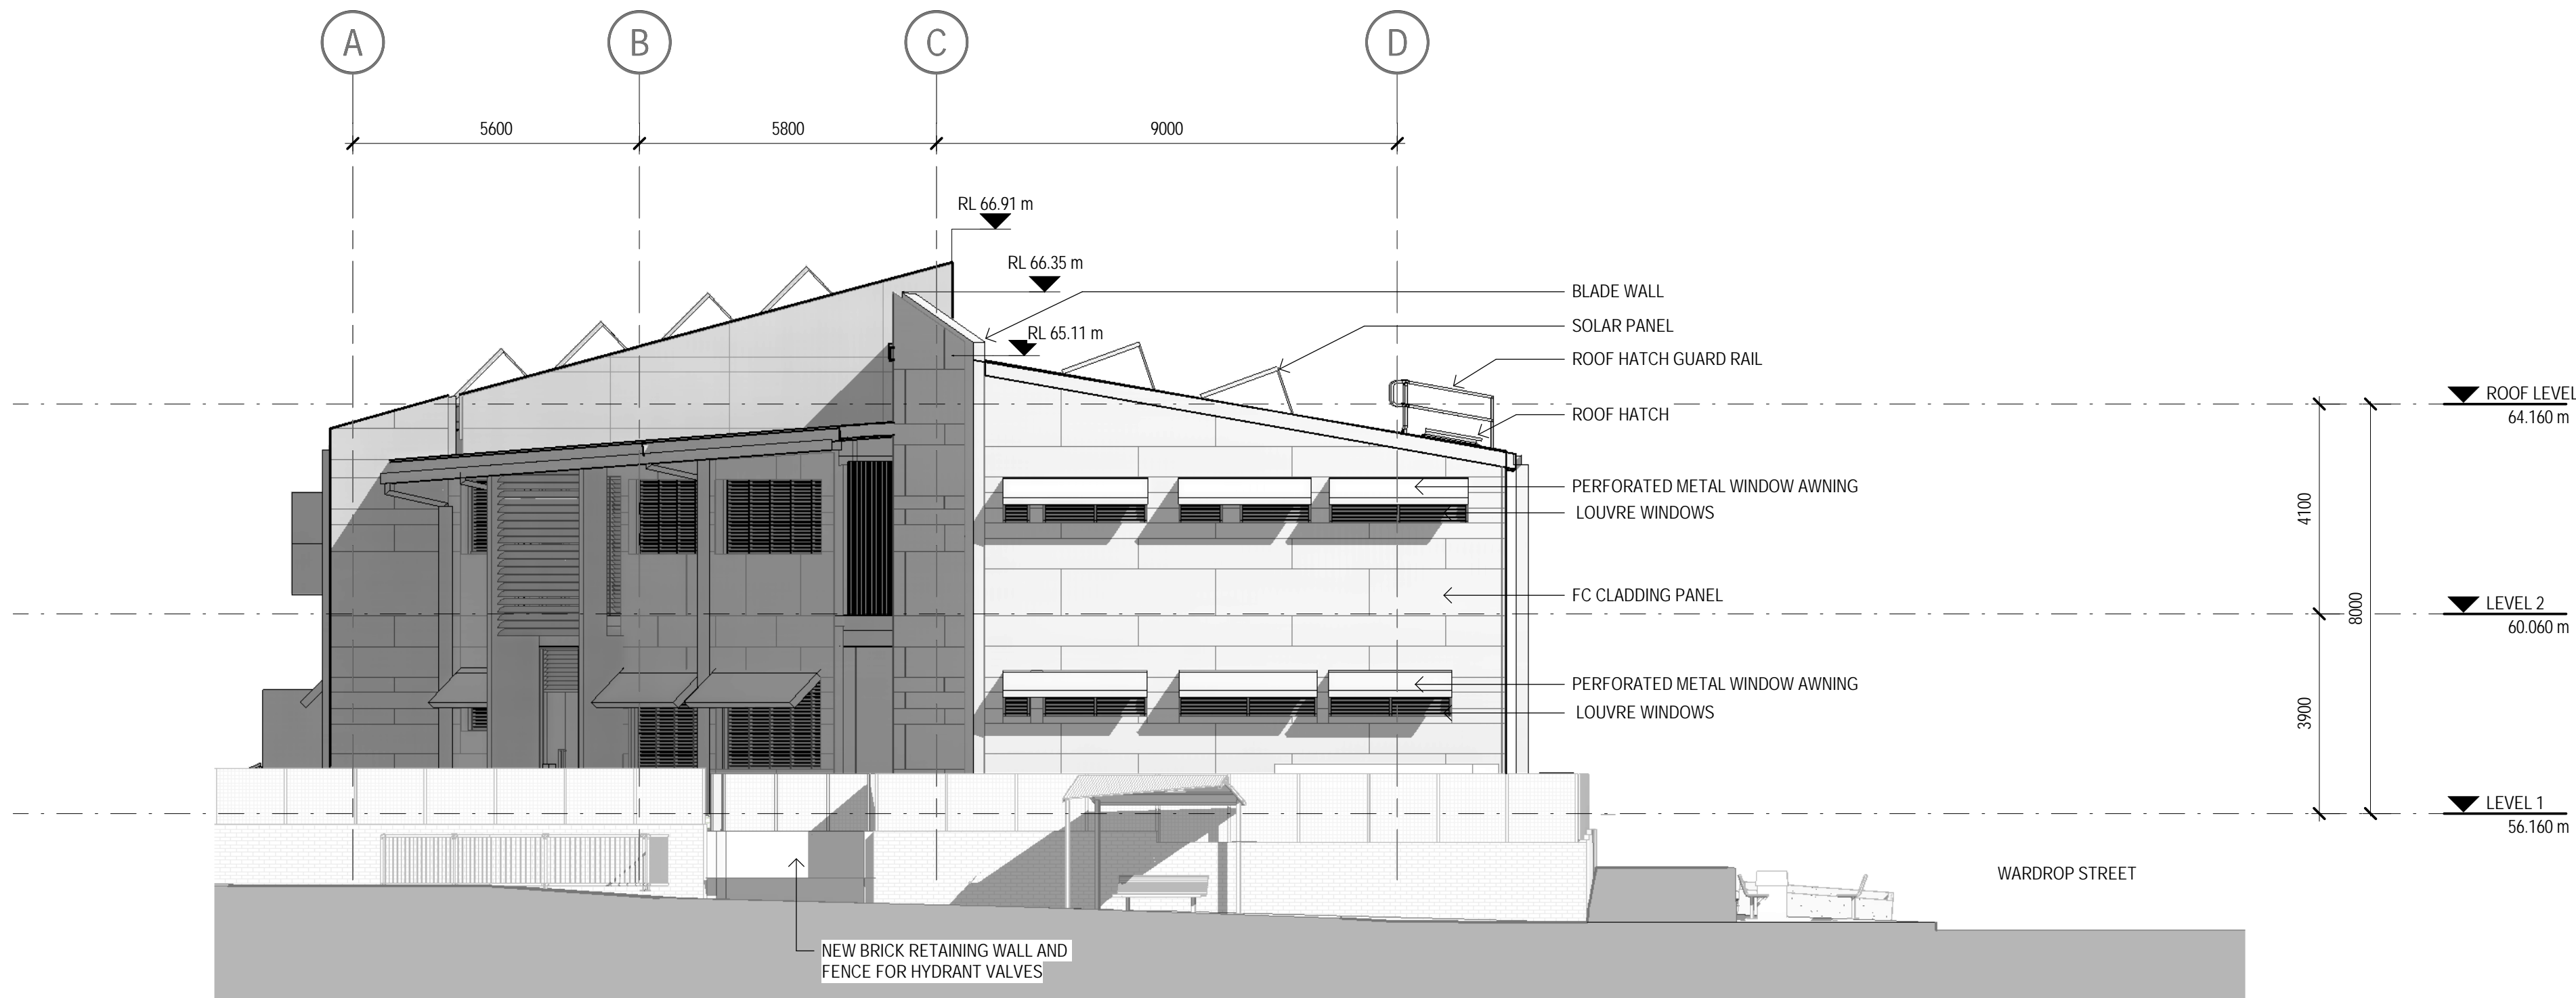 A
B
C
D
5600
5800
9000
RL 66.91 m
RL 66.35 m
RL 65.11 m
BLADE WALL
SOLAR PANEL
ROOF HATCH GUARD RAIL
ROOF HATCH
PERFORATED METAL WINDOW AWNING
LOUVRE WINDOWS
FC CLADDING PANEL
PERFORATED METAL WINDOW AWNING
LOUVRE WINDOWS
ROOF LEVEL
64.160 m
4100
LEVEL 2
60.060 m
8000
3900
LEVEL 1
56.160 m
WARDROP STREET
NEW BRICK RETAINING WALL AND
FENCE FOR HYDRANT VALVES